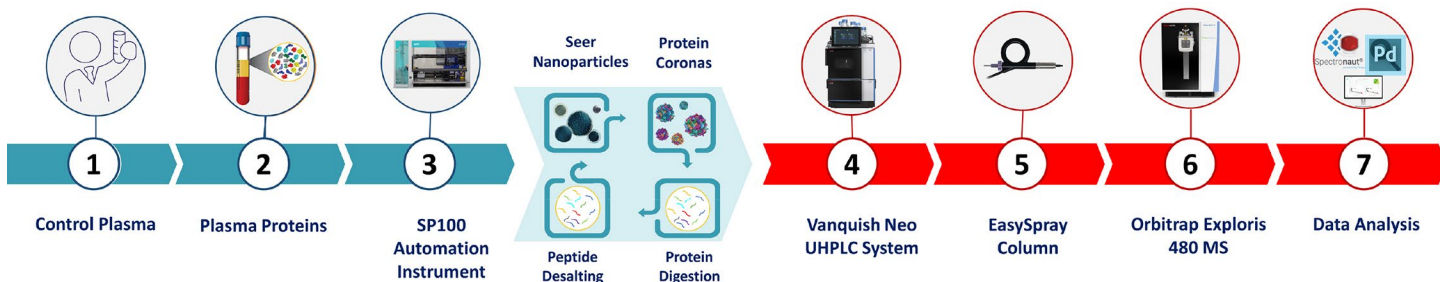 Seer
Nanoparticles
Protein
Coronas
Spectronaut®
Pd
1
2
3
4
5
6
7
Control Plasma
Plasma Proteins
SP100
Automation
Instrument
Peptide
Desalting
Protein
Digestion
Vanquish Neo
UHPLC System
EasySpray
Column
Orbitrap Exploris
480 MS
Data Analysis